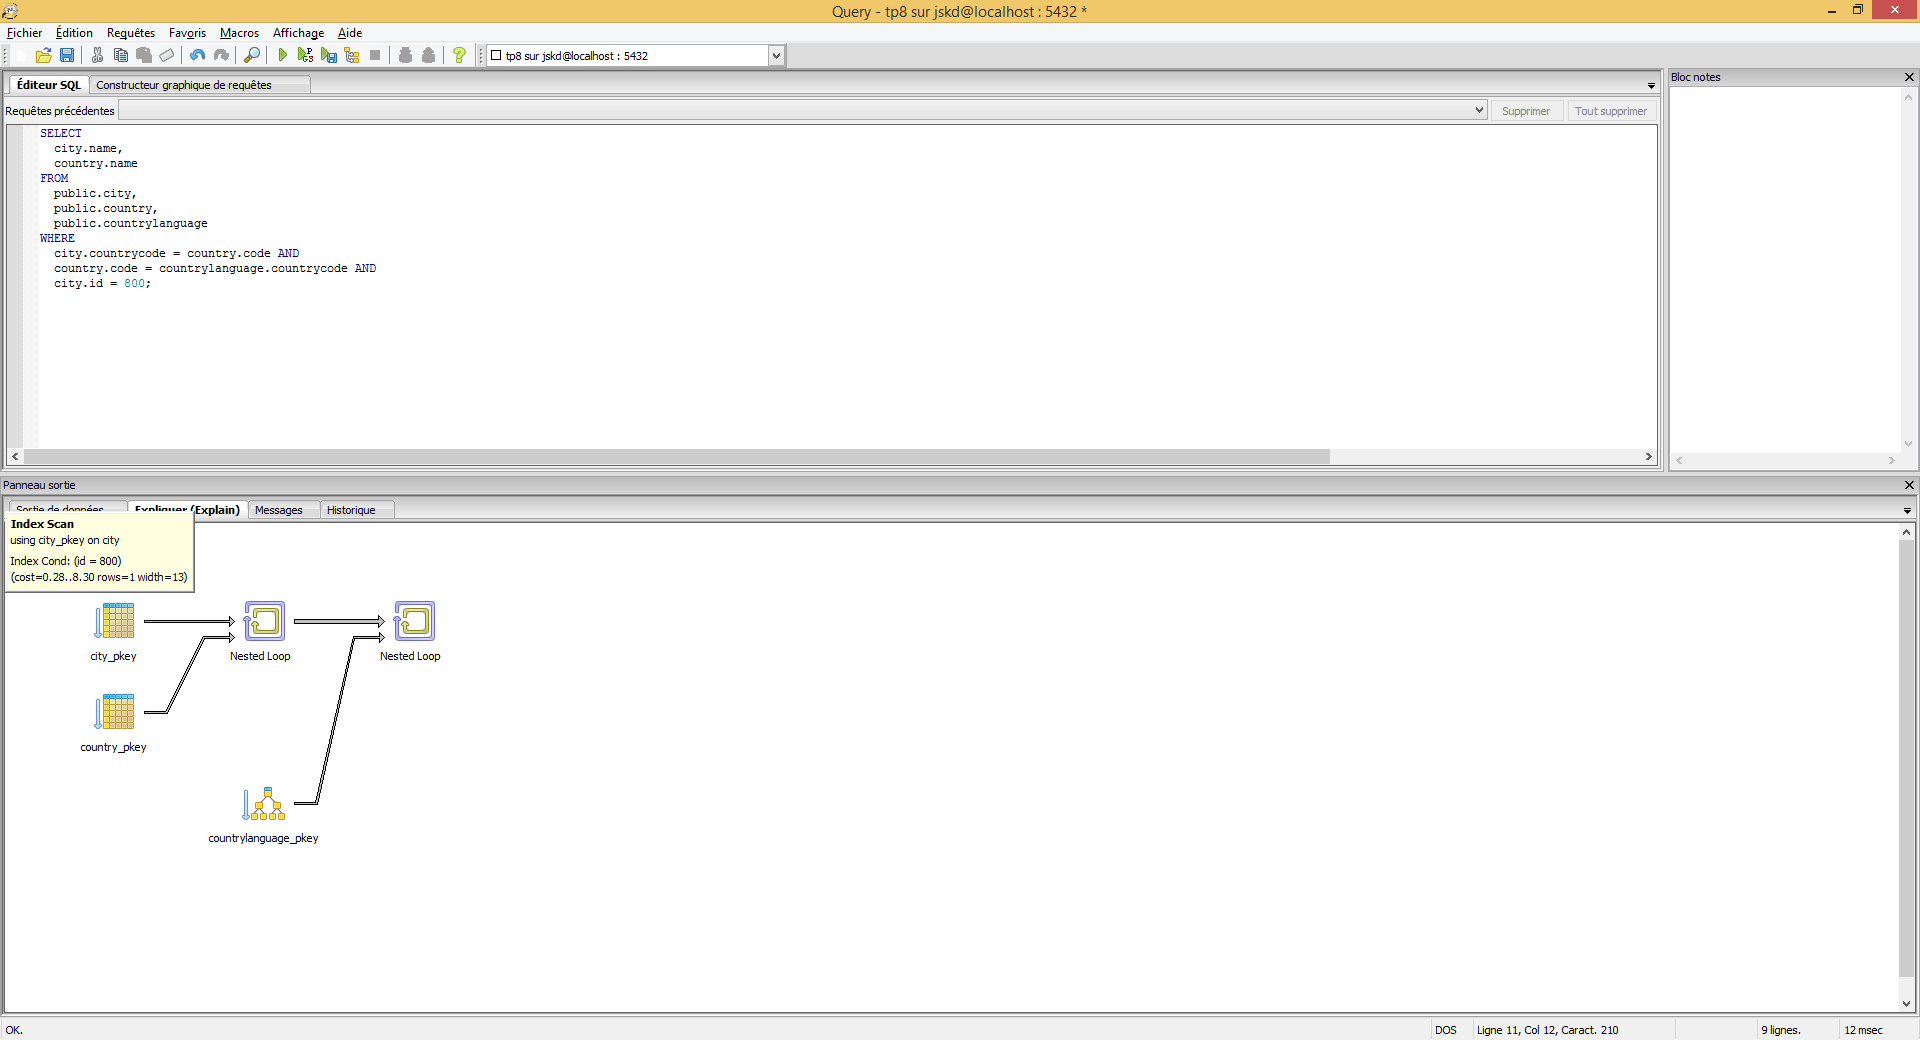 Query - tp8 sur jskd@localhost : 5432 *
Fichier Édition Requêtes Favoris Macros Affichage Aide
tp8 sur jskd@localhost : 5432
Éditeur SQL Constructeur graphique de requêtes
Requêtes précédentes Supprimer Tout supprimer
SELECT
city.name,
country.name
FROM
public.city,
public.country,
public.countrylanguage
WHERE
city.countrycode = country.code AND
country.code = countrylanguage.countrycode AND
city.id = 800;
Bloc notes
Panneau sortie
Sortie de données Expliquer (Explain) Messages Historique
Index Scan
using city_pkey on city
Index Cond: (id = 800)
(cost=0.28..8.30 rows=1 width=13)
city_pkey Nested Loop Nested Loop
country_pkey
countrylanguage_pkey
OK. DOS Ligne 11, Col 12, Caract. 210 9 lignes. 12 msec